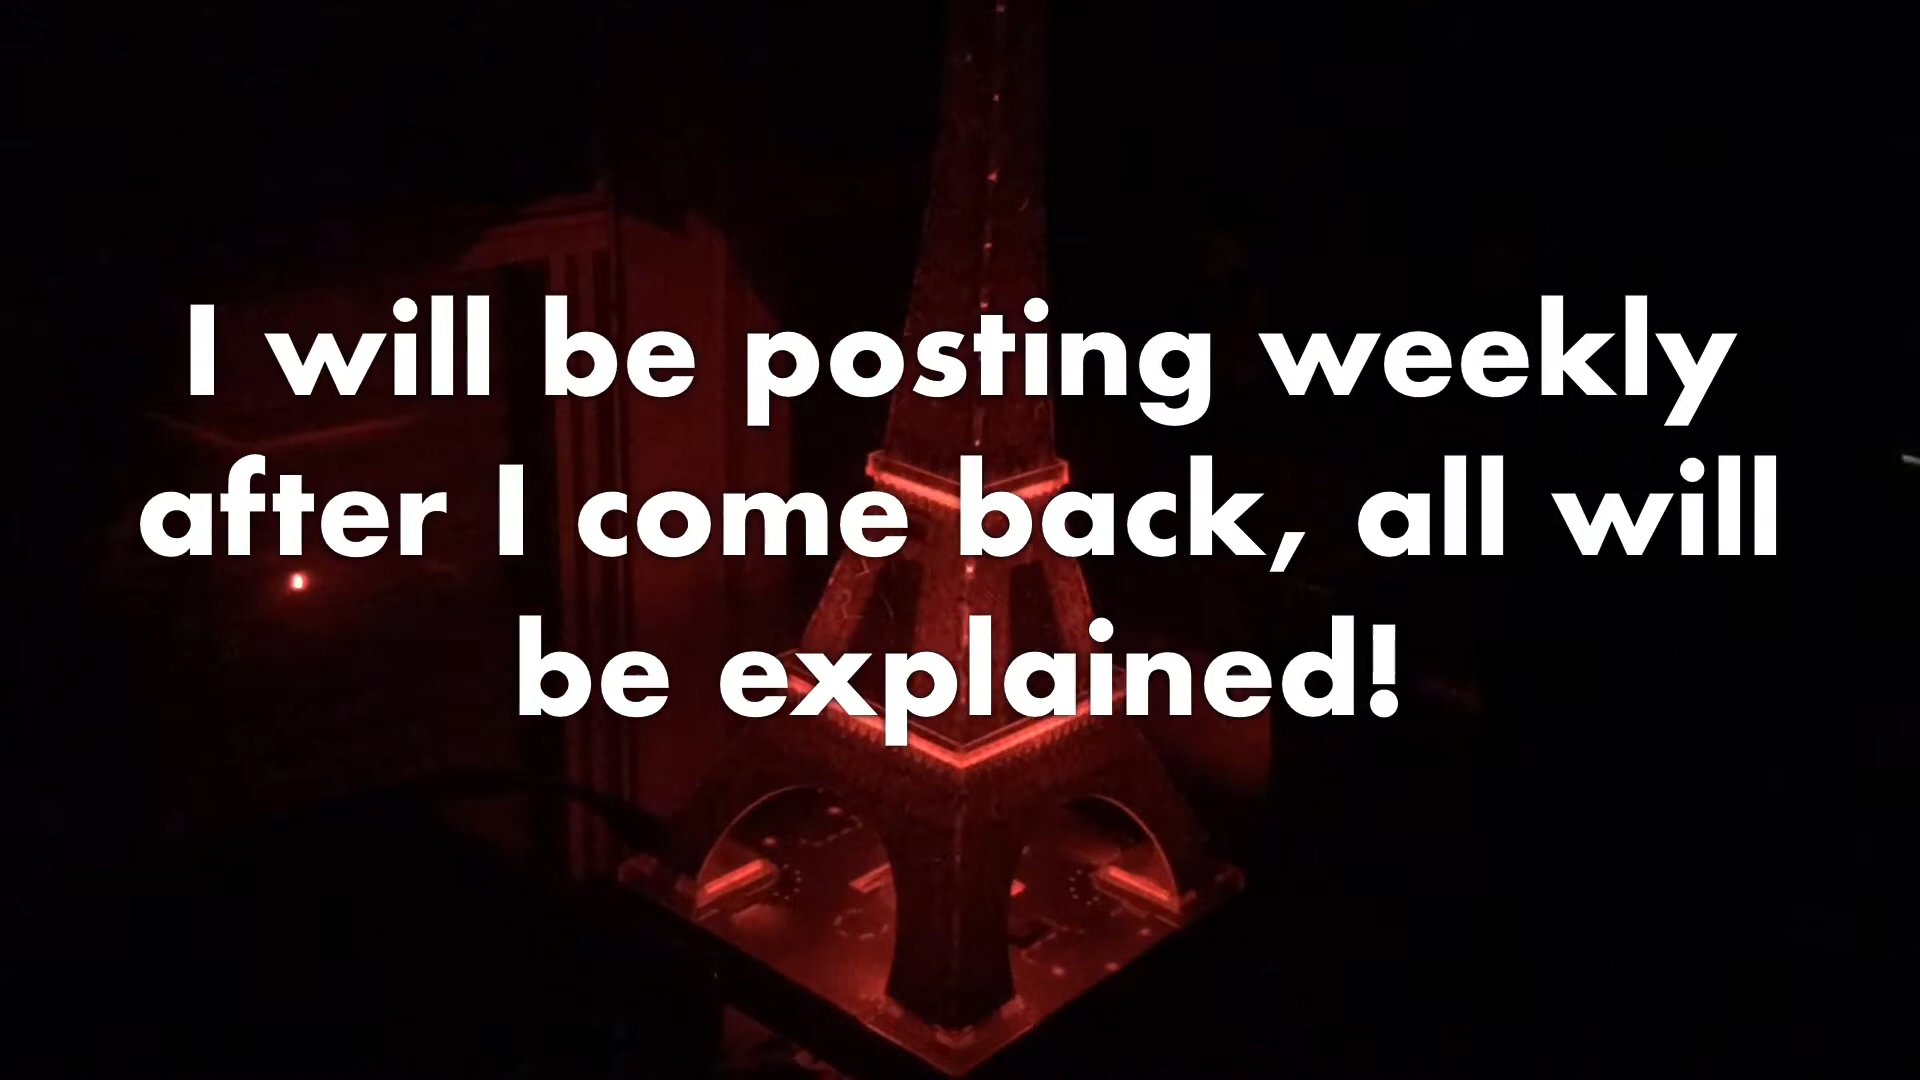 I will be posting weekly
after I come back, all will
be explained!